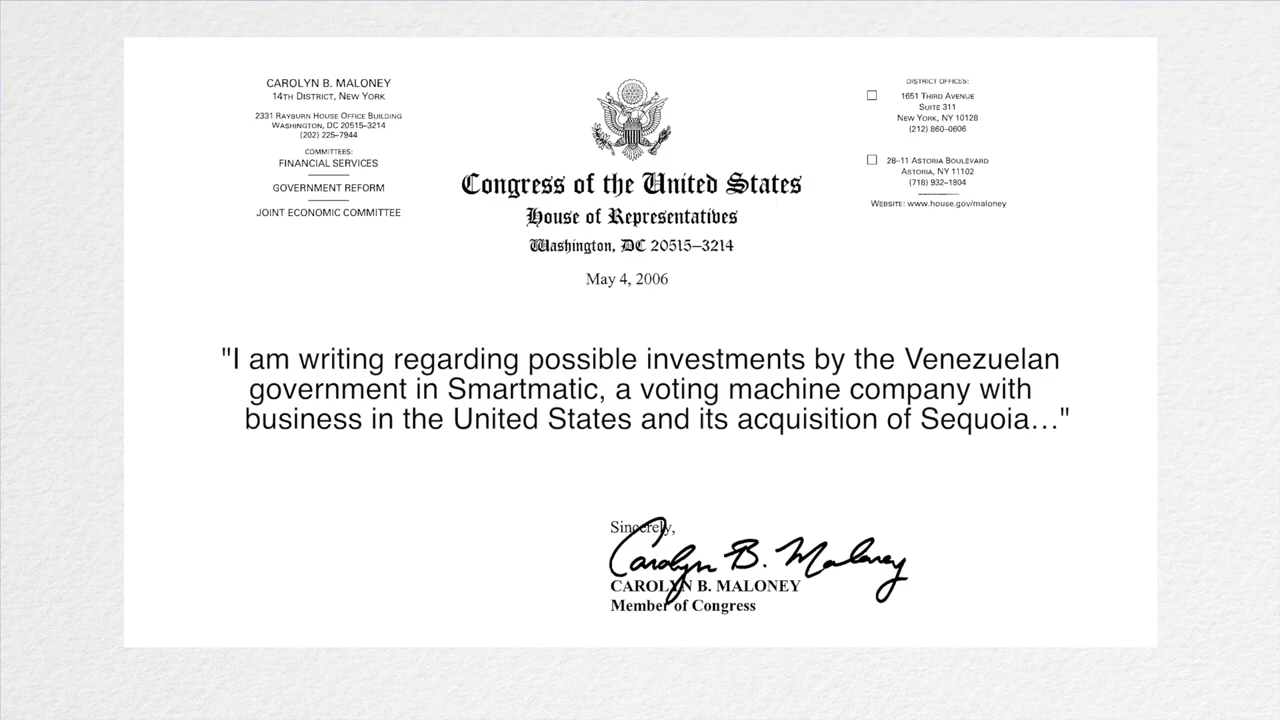 CAROLYN B. MALONEY
14TH DISTRICT, NEW YORK
2331 RAYBURN HOUSE OFFICE BUILDING
WASHINGTON, DC 20515–3214
(202) 225–7944
COMMITTEES:
FINANCIAL SERVICES
GOVERNMENT REFORM
JOINT ECONOMIC COMMITTEE
Congress of the United States
House of Representatives
Washington, DC 20515–3214
May 4, 2006
DISTRICT OFFICES:
1651 THIRD AVENUE
SUITE 311
NEW YORK, NY 10128
(212) 860–0606
28–11 ASTORIA BOULEVARD
ASTORIA, NY 11102
(718) 932–1804
WEBSITE: www.house.gov/maloney
"I am writing regarding possible investments by the Venezuelan
government in Smartmatic, a voting machine company with
business in the United States and its acquisition of Sequoia..."
Sincerely,
Carolyn B. Maloney
CAROLYN B. MALONEY
Member of Congress